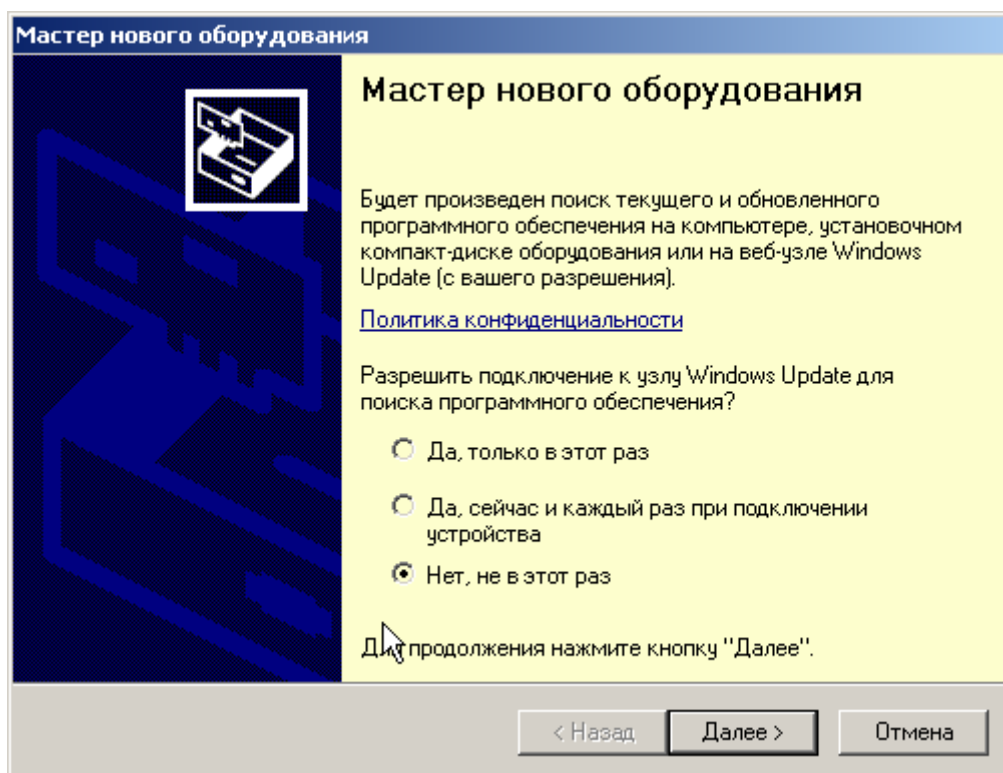 Мастер нового оборудования
Мастер нового оборудования
Будет произведен поиск текущего и обновленного
программного обеспечения на компьютере, установочном
компакт-диске оборудования или на веб-узле Windows
Update (с вашего разрешения).
Политика конфиденциальности
Разрешить подключение к узлу Windows Update для
поиска программного обеспечения?
Да, только в этот раз
Да, сейчас и каждый раз при подключении
устройства
Нет, не в этот раз
Для продолжения нажмите кнопку "Далее".
< Назад Далее > Отмена